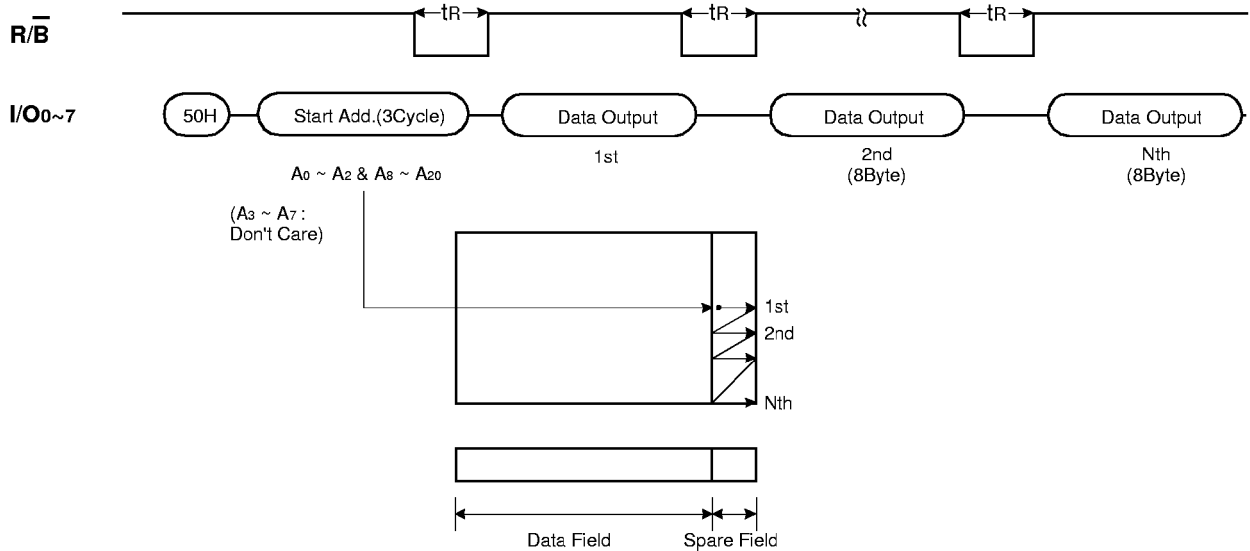 R/B tR tR tR
I/O0~7 50H Start Add.(3Cycle) Data Output Data Output Data Output
1st 2nd Nth
(8Byte) (8Byte)
A0 ~ A2 & A8 ~ A20
(A3 ~ A7 :
Don't Care)
1st
2nd
Nth
Data Field Spare Field